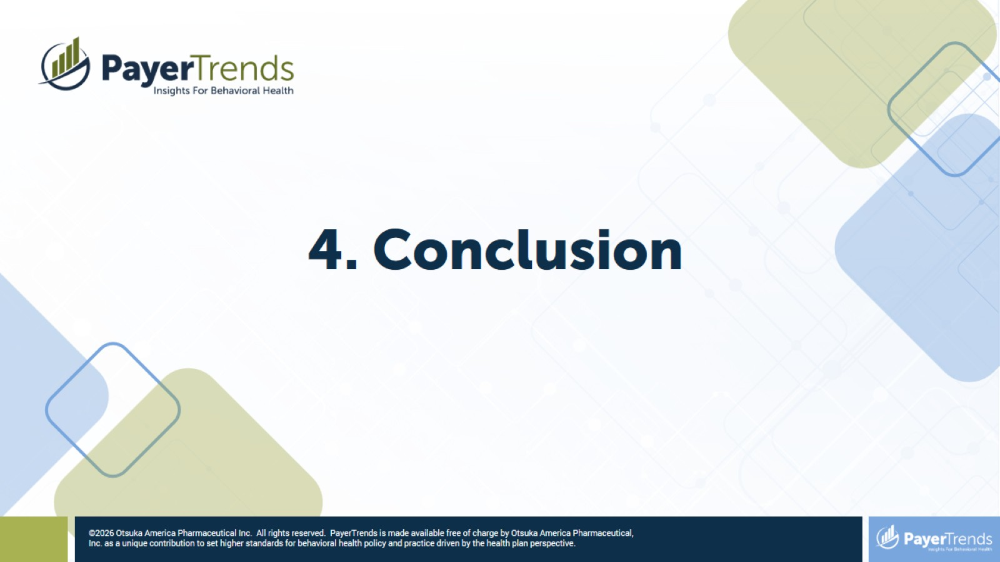 PayerTrends
Insights For Behavioral Health
4. Conclusion
©2026 Otsuka America Pharmaceutical Inc.  All rights reserved.  PayerTrends is made available free of charge by Otsuka America Pharmaceutical,
Inc. as a unique contribution to set higher standards for behavioral health policy and practice driven by the health plan perspective.
PayerTrends
Insights For Behavioral Health